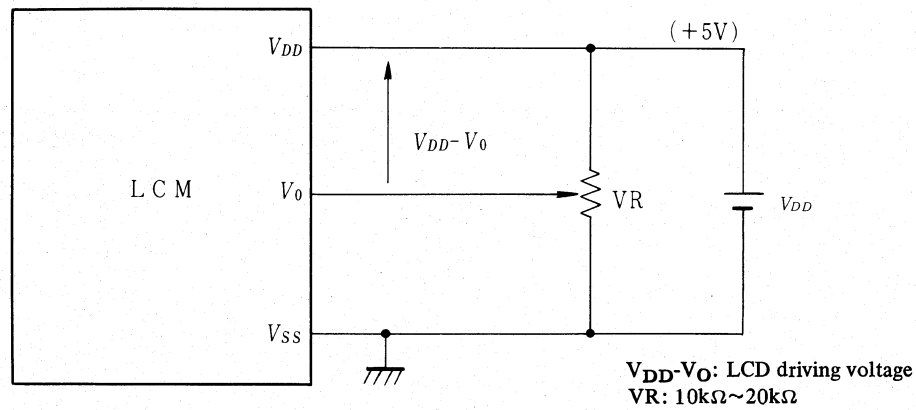 (+5V)
VDD
VDD-V0
LCM
V0
VR
VDD
VSS
VDD-VO: LCD driving voltage
VR: 10kΩ~20kΩ